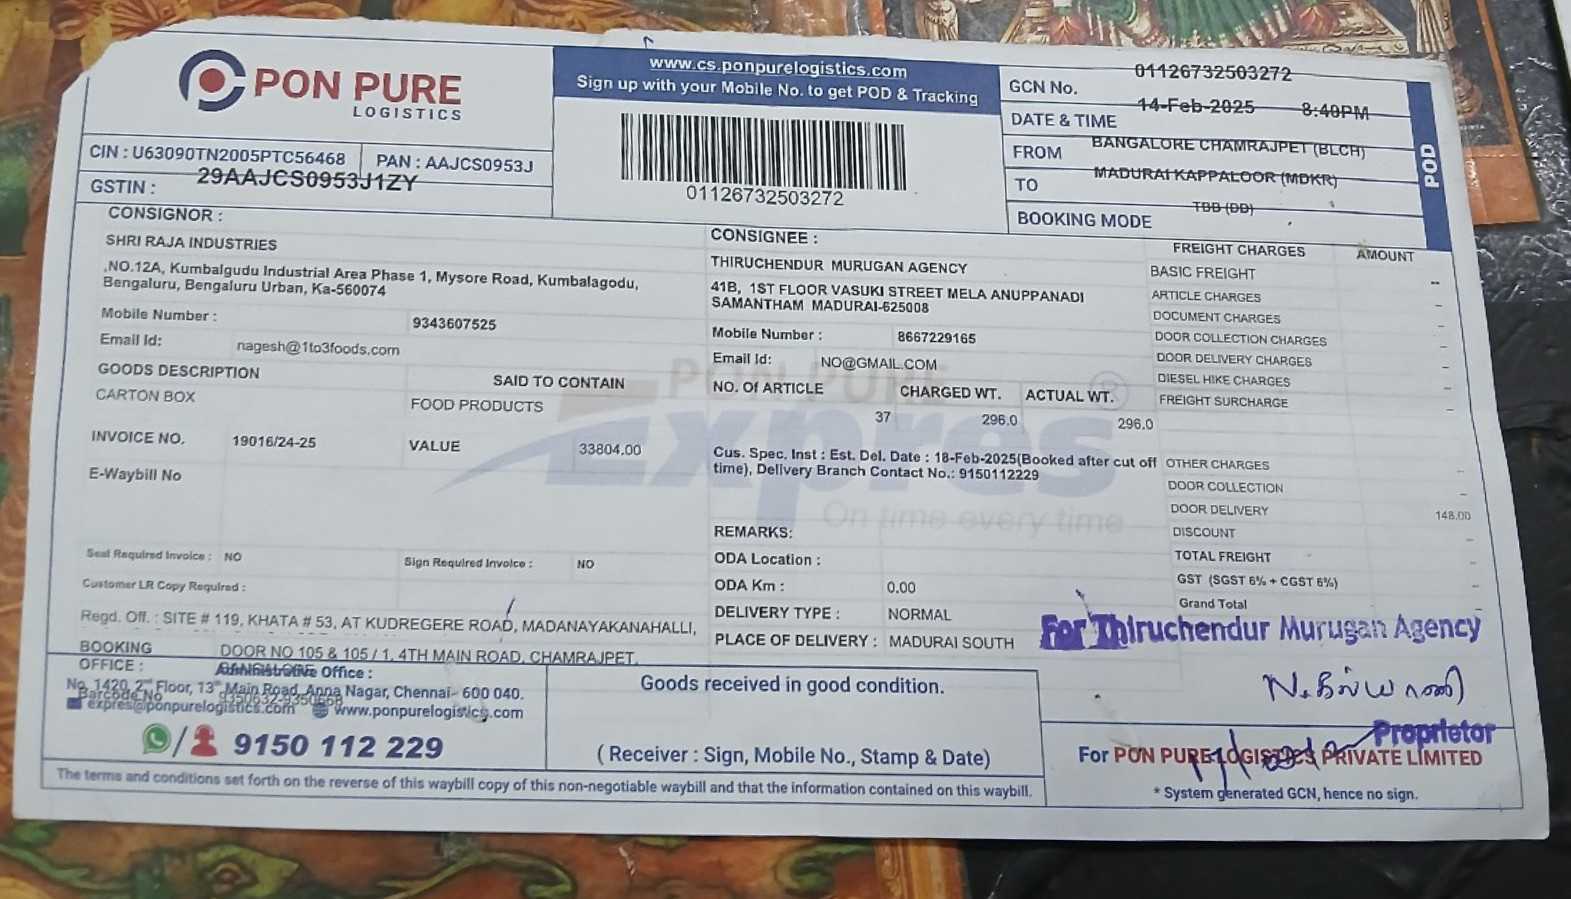 PON PURE
LOGISTICS
www.cs.ponpurelogistics.com
Sign up with your Mobile No. to get POD & Tracking
01126732503272
GCN No. 01126732503272
DATE & TIME 14-Feb-2025 8:40PM
FROM BANGALORE CHAMRAJPET (BLCH)
TO MADURAI KAPPALOOR (MDKR)
BOOKING MODE TBB (DD)
POD
CIN : U63090TN2005PTC56468 PAN : AAJCS0953J
GSTIN : 29AAJCS0953J1ZY
CONSIGNOR :
SHRI RAJA INDUSTRIES
,NO.12A, Kumbalgudu Industrial Area Phase 1, Mysore Road, Kumbalagodu,
Bengaluru, Bengaluru Urban, Ka-560074
Mobile Number : 9343607525
Email Id: nagesh@1to3foods.com
GOODS DESCRIPTION SAID TO CONTAIN
CARTON BOX FOOD PRODUCTS
INVOICE NO. 19016/24-25 VALUE 33804.00
E-Waybill No
Seal Required Invoice : NO Sign Required Invoice : NO
Customer LR Copy Required :
Regd. Off. : SITE # 119, KHATA # 53, AT KUDREGERE ROAD, MADANAYAKANAHALLI,
BOOKING OFFICE : DOOR NO 105 & 105 / 1, 4TH MAIN ROAD, CHAMRAJPET,
BANGALORE
Administrative Office :
No. 1420, 2nd Floor, 13th Main Road, Anna Nagar, Chennai- 600 040.
Barcode No 9350632-9350668
expres@ponpurelogistics.com www.ponpurelogistics.com
9150 112 229
CONSIGNEE :
THIRUCHENDUR MURUGAN AGENCY
41B, 1ST FLOOR VASUKI STREET MELA ANUPPANADI
SAMANTHAM MADURAI-625008
Mobile Number : 8667229165
Email Id: NO@GMAIL.COM
NO. Of ARTICLE CHARGED WT. ACTUAL WT.
37 296.0 296.0
PON PURE
Expres
On time every time
Cus. Spec. Inst : Est. Del. Date : 18-Feb-2025(Booked after cut off
time), Delivery Branch Contact No.: 9150112229
REMARKS:
ODA Location :
ODA Km : 0.00
DELIVERY TYPE : NORMAL
PLACE OF DELIVERY : MADURAI SOUTH
FREIGHT CHARGES AMOUNT
BASIC FREIGHT --
ARTICLE CHARGES --
DOCUMENT CHARGES --
DOOR COLLECTION CHARGES --
DOOR DELIVERY CHARGES --
DIESEL HIKE CHARGES --
FREIGHT SURCHARGE --
OTHER CHARGES --
DOOR COLLECTION --
DOOR DELIVERY 148.00
DISCOUNT --
TOTAL FREIGHT --
GST (SGST 6% + CGST 6%) --
Grand Total --
For Thiruchendur Murugan Agency
Proprietor
Goods received in good condition.
( Receiver : Sign, Mobile No., Stamp & Date)
For PON PURE LOGISTICS PRIVATE LIMITED
* System generated GCN, hence no sign.
The terms and conditions set forth on the reverse of this waybill copy of this non-negotiable waybill and that the information contained on this waybill.